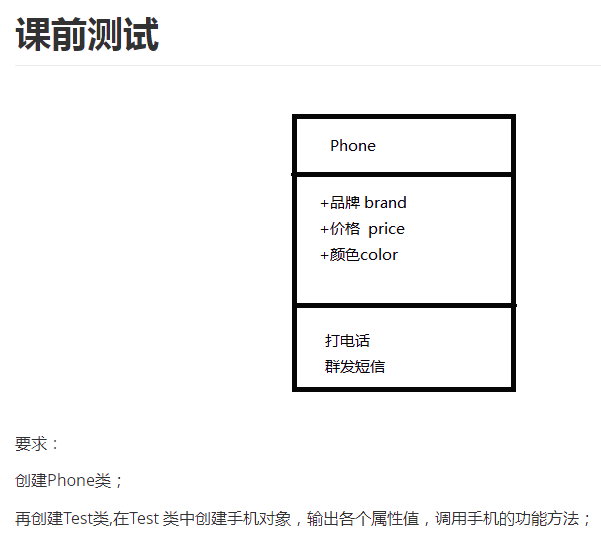 课前测试
Phone
+品牌 brand
+价格 price
+颜色color
打电话
群发短信
要求：
创建Phone类；
再创建Test类,在Test 类中创建手机对象，输出各个属性值，调用手机的功能方法；